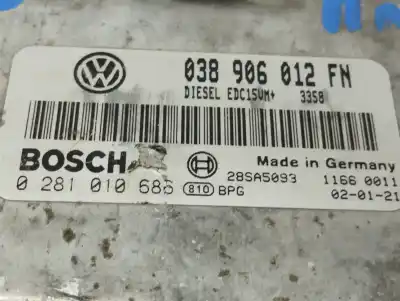 038 906 012 FN
DIESEL EDC15VM+ 3358
BOSCH
Made in Germany
28SA5093 1166 0011
0 281 010 686 810 BPG
02-01-21